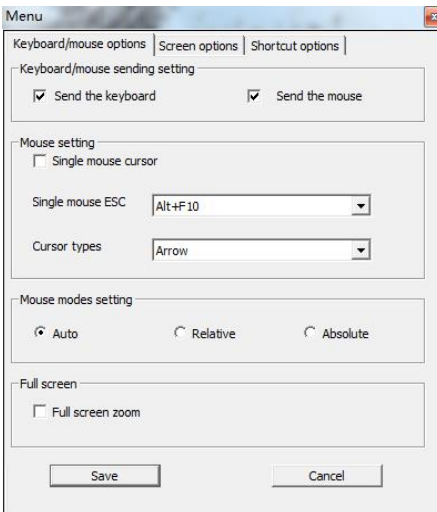 Menu
Keyboard/mouse options Screen options Shortcut options
Keyboard/mouse sending setting
Send the keyboard Send the mouse
Mouse setting
Single mouse cursor
Single mouse ESC Alt+F10
Cursor types Arrow
Mouse modes setting
Auto Relative Absolute
Full screen
Full screen zoom
Save Cancel